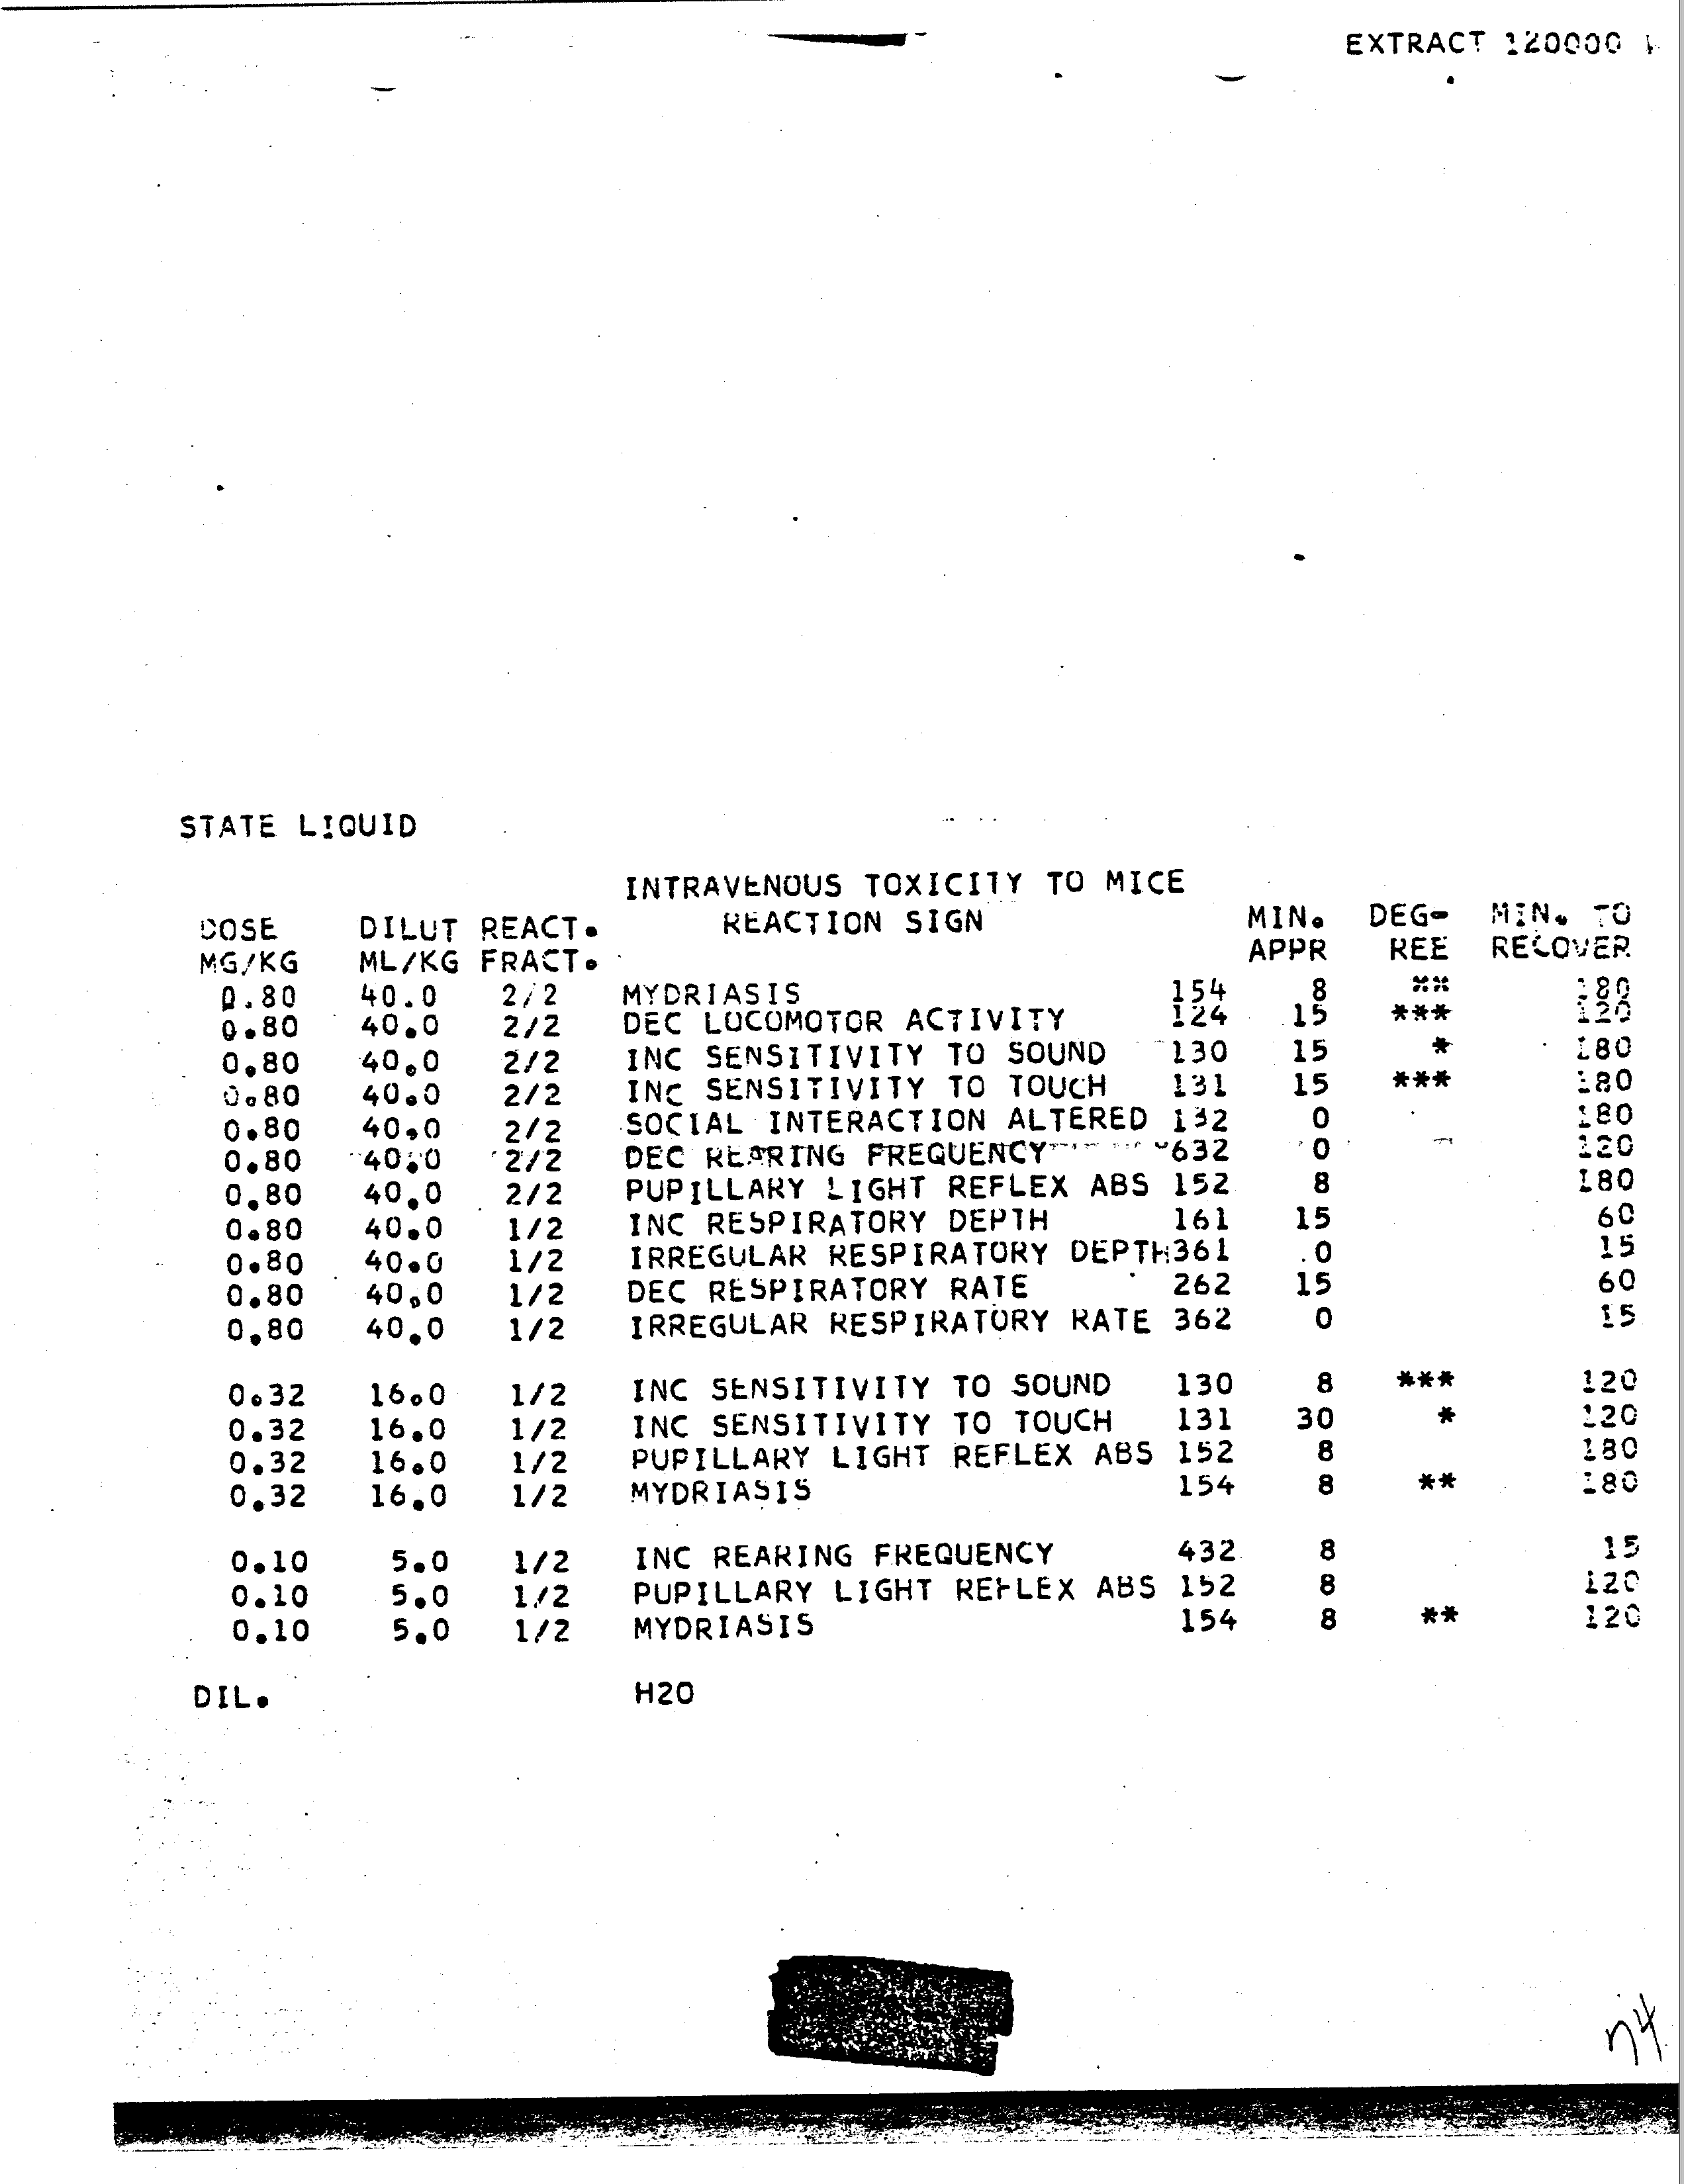 EXTRACT 120000
STATE LIQUID
INTRAVENOUS TOXICITY TO MICE
DOSE DILUT REACT. REACTION SIGN MIN. DEG- MIN. TO
MG/KG ML/KG FRACT. APPR REE RECOVER
0.80 40.0 2/2 MYDRIASIS 154 8 ** 180
0.80 40.0 2/2 DEC LOCOMOTOR ACTIVITY 124 15 *** 120
0.80 40.0 2/2 INC SENSITIVITY TO SOUND 130 15 * 180
0.80 40.0 2/2 INC SENSITIVITY TO TOUCH 131 15 *** 180
0.80 40.0 2/2 SOCIAL INTERACTION ALTERED 132 0 180
0.80 40.0 2/2 DEC REARING FREQUENCY 632 0 120
0.80 40.0 2/2 PUPILLARY LIGHT REFLEX ABS 152 8 180
0.80 40.0 1/2 INC RESPIRATORY DEPTH 161 15 60
0.80 40.0 1/2 IRREGULAR RESPIRATORY DEPTH361 0 15
0.80 40.0 1/2 DEC RESPIRATORY RATE 262 15 60
0.80 40.0 1/2 IRREGULAR RESPIRATORY RATE 362 0 15
0.32 16.0 1/2 INC SENSITIVITY TO SOUND 130 8 *** 120
0.32 16.0 1/2 INC SENSITIVITY TO TOUCH 131 30 * 120
0.32 16.0 1/2 PUPILLARY LIGHT REFLEX ABS 152 8 180
0.32 16.0 1/2 MYDRIASIS 154 8 ** 180
0.10 5.0 1/2 INC REARING FREQUENCY 432 8 15
0.10 5.0 1/2 PUPILLARY LIGHT REFLEX ABS 152 8 120
0.10 5.0 1/2 MYDRIASIS 154 8 ** 120
DIL. H2O